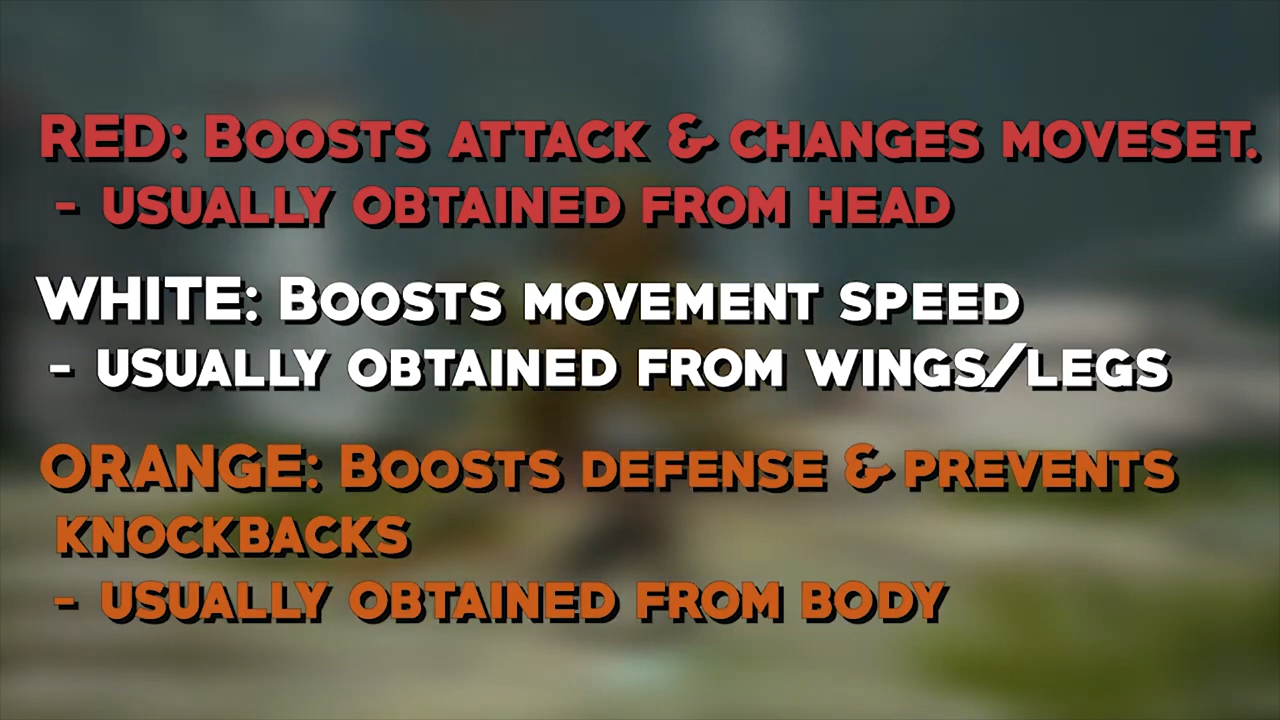 RED: BOOSTS ATTACK & CHANGES MOVESET.
- USUALLY OBTAINED FROM HEAD
WHITE: BOOSTS MOVEMENT SPEED
- USUALLY OBTAINED FROM WINGS/LEGS
ORANGE: BOOSTS DEFENSE & PREVENTS
KNOCKBACKS
- USUALLY OBTAINED FROM BODY